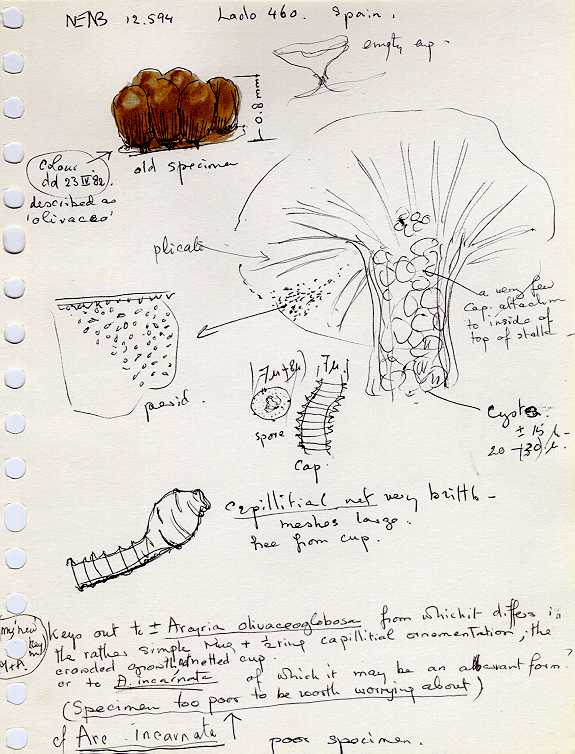 NENB 12.594 Lado 460. Spain.
empty cup
0.8 mm
old specimen
Colour
dd 23 IV 82.
described as
'olivaceo'
plicate
a very few
Cap. attachm
to inside of
top of stalk
perid.
7µ+8µ
7µ
spore
Cap.
Cysts
± 15 µ
20-(30) µ.
Capillitial net very brittle -
meshes large.
free from cup.
my 'new'
key
Keys out to ± Arcyria olivaceoglobosa from which it differs in
the rather simple + ½ ring capillitial ornamentation, the
crowded growth netted cup.
or to A. incarnata of which it may be an aberrant form?
(Specimen too poor to be worth worrying about)
cf Arc. incarnata
poor specimen.